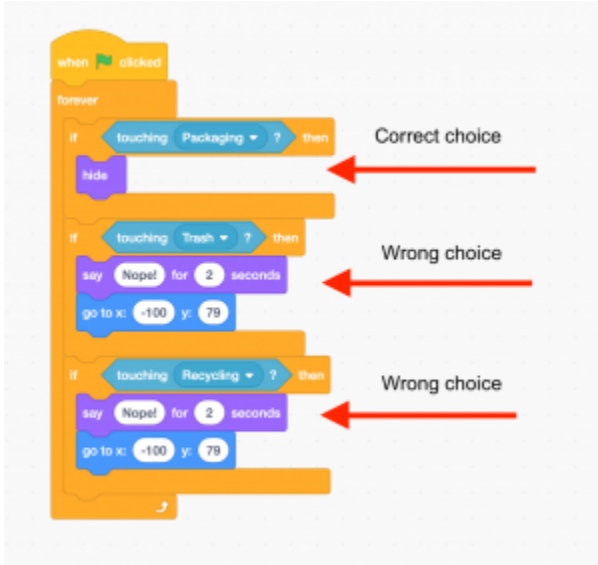 when clicked
forever
if touching Packaging ? then
Correct choice
hide
if touching Trash ? then
Wrong choice
say Nope! for 2 seconds
go to x: -100 y: 79
if touching Recycling ? then
Wrong choice
say Nope! for 2 seconds
go to x: -100 y: 79